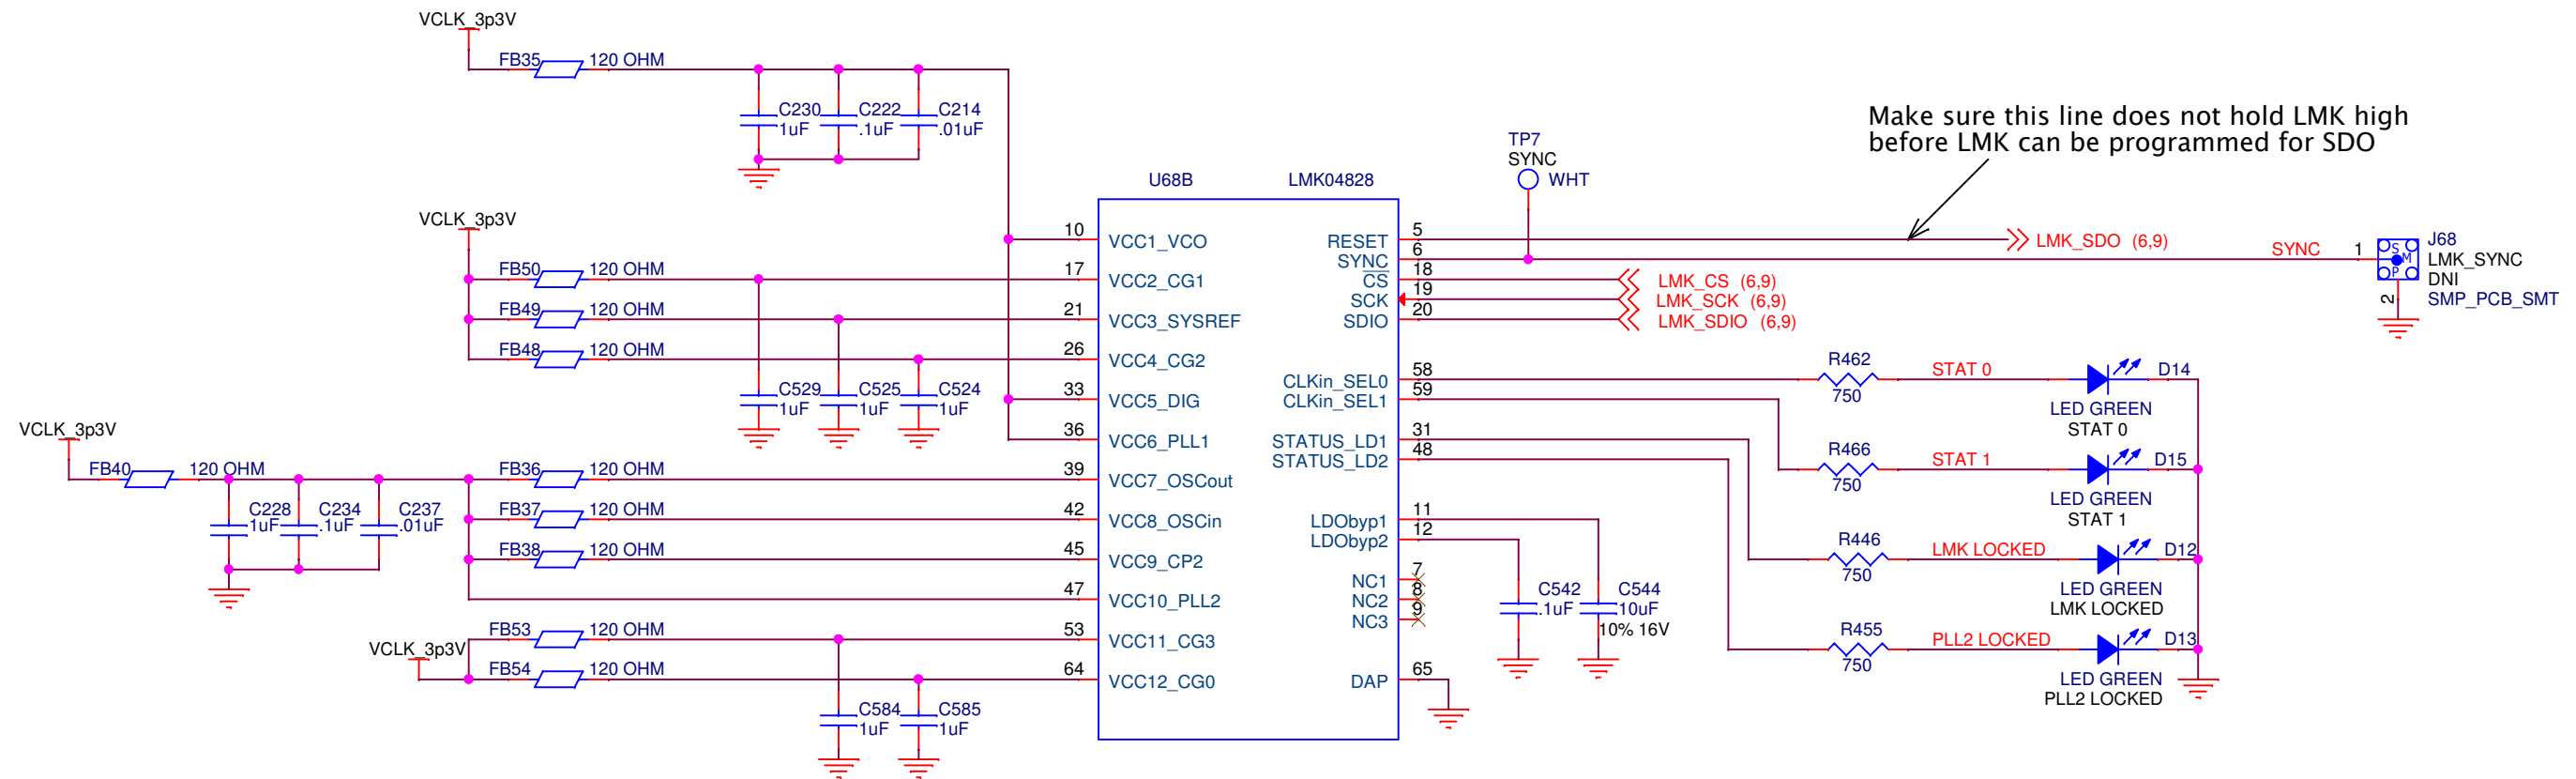 VCLK_3p3V
FB35 120 OHM
C230 1uF
C222 .1uF
C214 .01uF
VCLK_3p3V
FB50 120 OHM
FB49 120 OHM
FB48 120 OHM
C529 1uF
C525 1uF
C524 1uF
VCLK_3p3V
FB40 120 OHM
C228 1uF
C234 .1uF
C237 .01uF
FB36 120 OHM
FB37 120 OHM
FB38 120 OHM
VCLK_3p3V
FB53 120 OHM
FB54 120 OHM
C584 1uF
C585 1uF
U68B LMK04828
10 VCC1_VCO
17 VCC2_CG1
21 VCC3_SYSREF
26 VCC4_CG2
33 VCC5_DIG
36 VCC6_PLL1
39 VCC7_OSCout
42 VCC8_OSCin
45 VCC9_CP2
47 VCC10_PLL2
53 VCC11_CG3
64 VCC12_CG0
RESET 5
SYNC 6
CS 18
SCK 19
SDIO 20
CLKin_SEL0 58
CLKin_SEL1 59
STATUS_LD1 31
STATUS_LD2 48
LDObyp1 11
LDObyp2 12
NC1 7
NC2 8
NC3 9
DAP 65
TP7
SYNC
WHT
Make sure this line does not hold LMK high
before LMK can be programmed for SDO
LMK_SDO (6,9)
LMK_CS (6,9)
LMK_SCK (6,9)
LMK_SDIO (6,9)
SYNC 1
J68
LMK_SYNC
DNI
SMP_PCB_SMT
2
S
M
P
R462
750
STAT 0
D14
LED GREEN
STAT 0
R466
750
STAT 1
D15
LED GREEN
STAT 1
R446
750
LMK LOCKED
D12
LED GREEN
LMK LOCKED
R455
750
PLL2 LOCKED
D13
LED GREEN
PLL2 LOCKED
C542
.1uF
C544
10uF
10% 16V